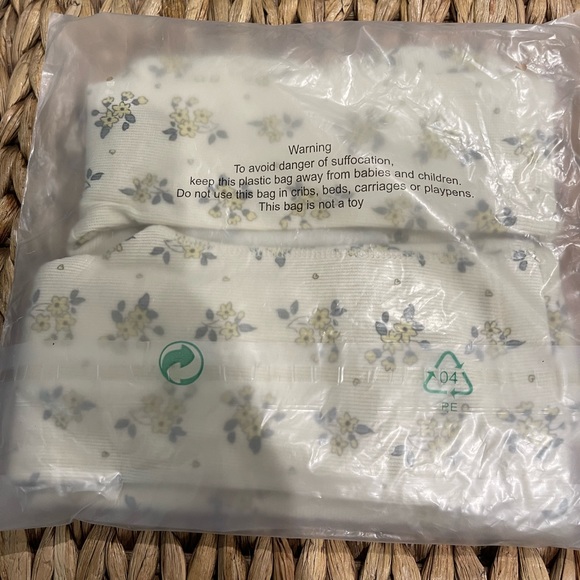 Warning
To avoid danger of suffocation,
keep this plastic bag away from babies and children.
Do not use this bag in cribs, beds, carriages or playpens.
This bag is not a toy
04
PE